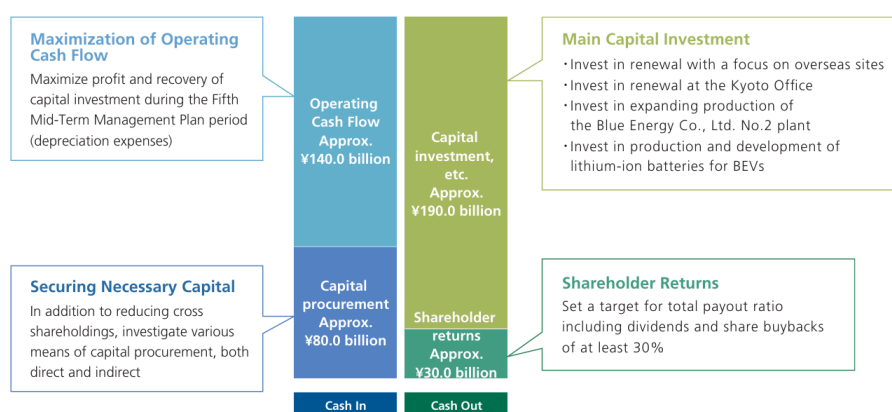 Maximization of Operating
Cash Flow
Maximize profit and recovery of
capital investment during the Fifth
Mid-Term Management Plan period
(depreciation expenses)
Securing Necessary Capital
In addition to reducing cross
shareholdings, investigate various
means of capital procurement, both
direct and indirect
Operating
Cash Flow
Approx.
¥140.0 billion
Capital
procurement
Approx.
¥80.0 billion
Cash In
Capital
investment,
etc.
Approx.
¥190.0 billion
Shareholder
returns
Approx.
¥30.0 billion
Cash Out
Main Capital Investment
・Invest in renewal with a focus on overseas sites
・Invest in renewal at the Kyoto Office
・Invest in expanding production of
the Blue Energy Co., Ltd. No.2 plant
・Invest in production and development of
lithium-ion batteries for BEVs
Shareholder Returns
Set a target for total payout ratio
including dividends and share buybacks
of at least 30%